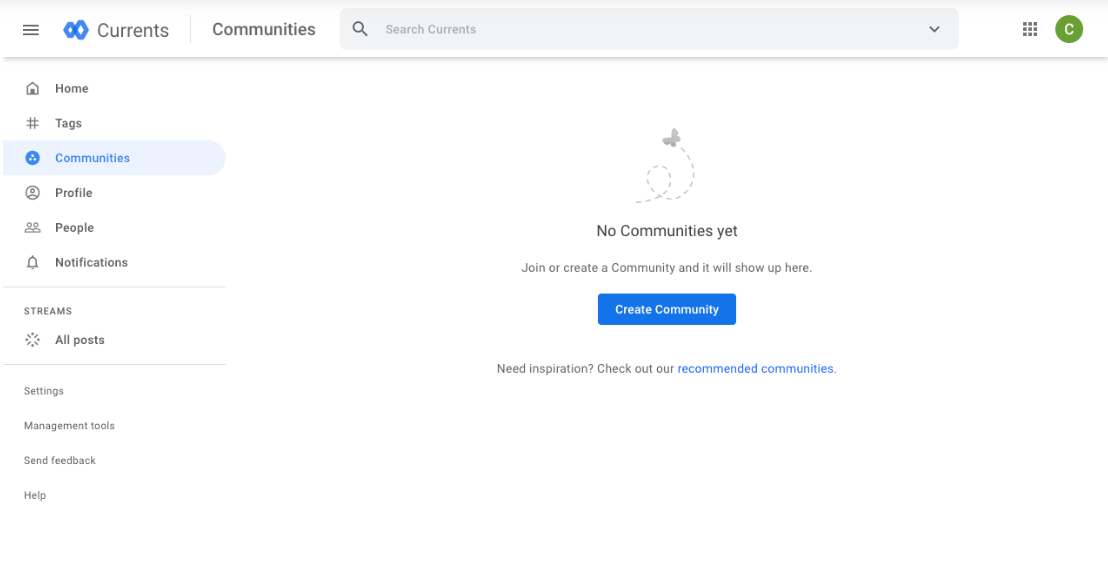 Currents
Communities
Search Currents
C
Home
Tags
Communities
Profile
People
Notifications
STREAMS
All posts
Settings
Management tools
Send feedback
Help
No Communities yet
Join or create a Community and it will show up here.
Create Community
Need inspiration? Check out our recommended communities.